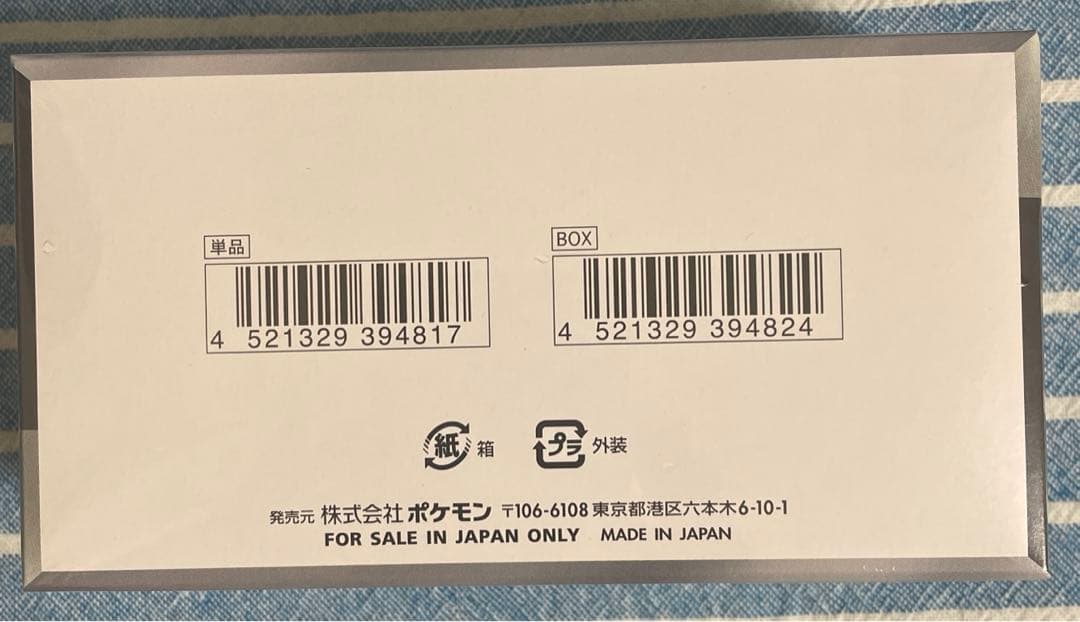 単品
4 521329 394817
BOX
4 521329 394824
紙 箱
プラ 外装
発売元 株式会社ポケモン 〒106-6108 東京都港区六本木6-10-1
FOR SALE IN JAPAN ONLY MADE IN JAPAN